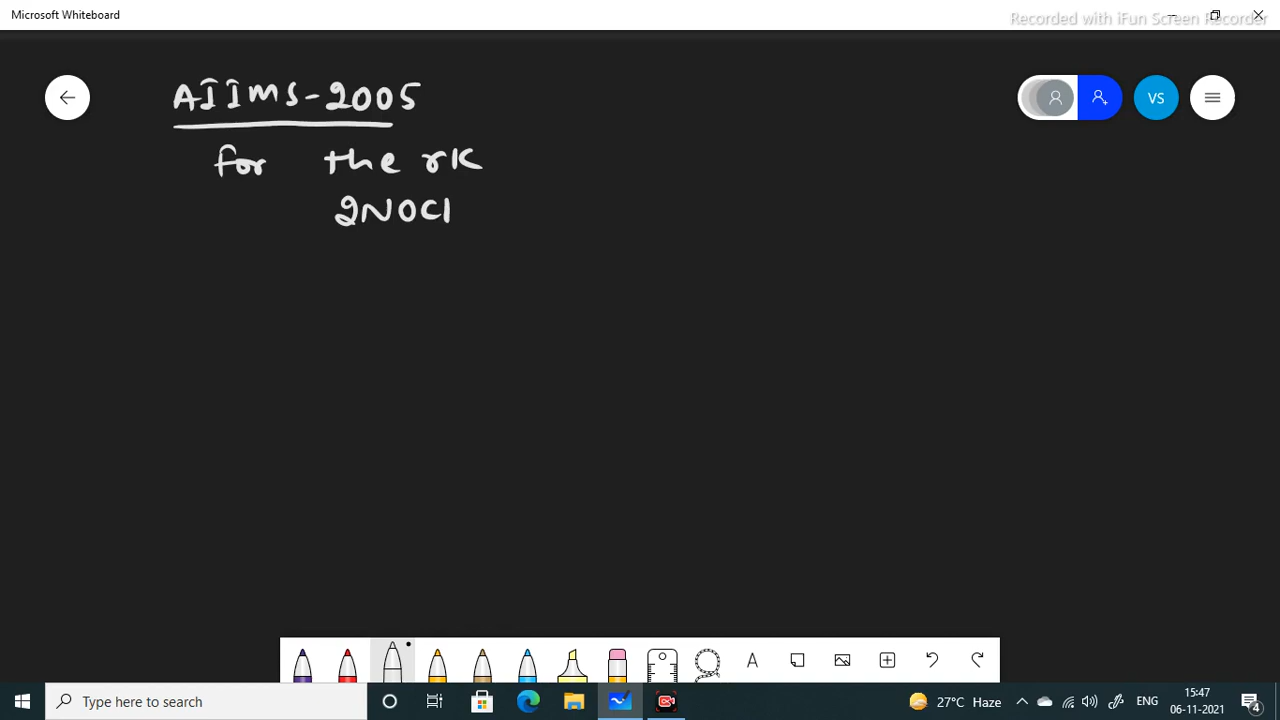 Microsoft Whiteboard
Recorded with iFun Screen Recorder
AIIMS-2005
VS
for the rK
2NOCl
A
Type here to search
27°C Haze
ENG
15:47
06-11-2021
4